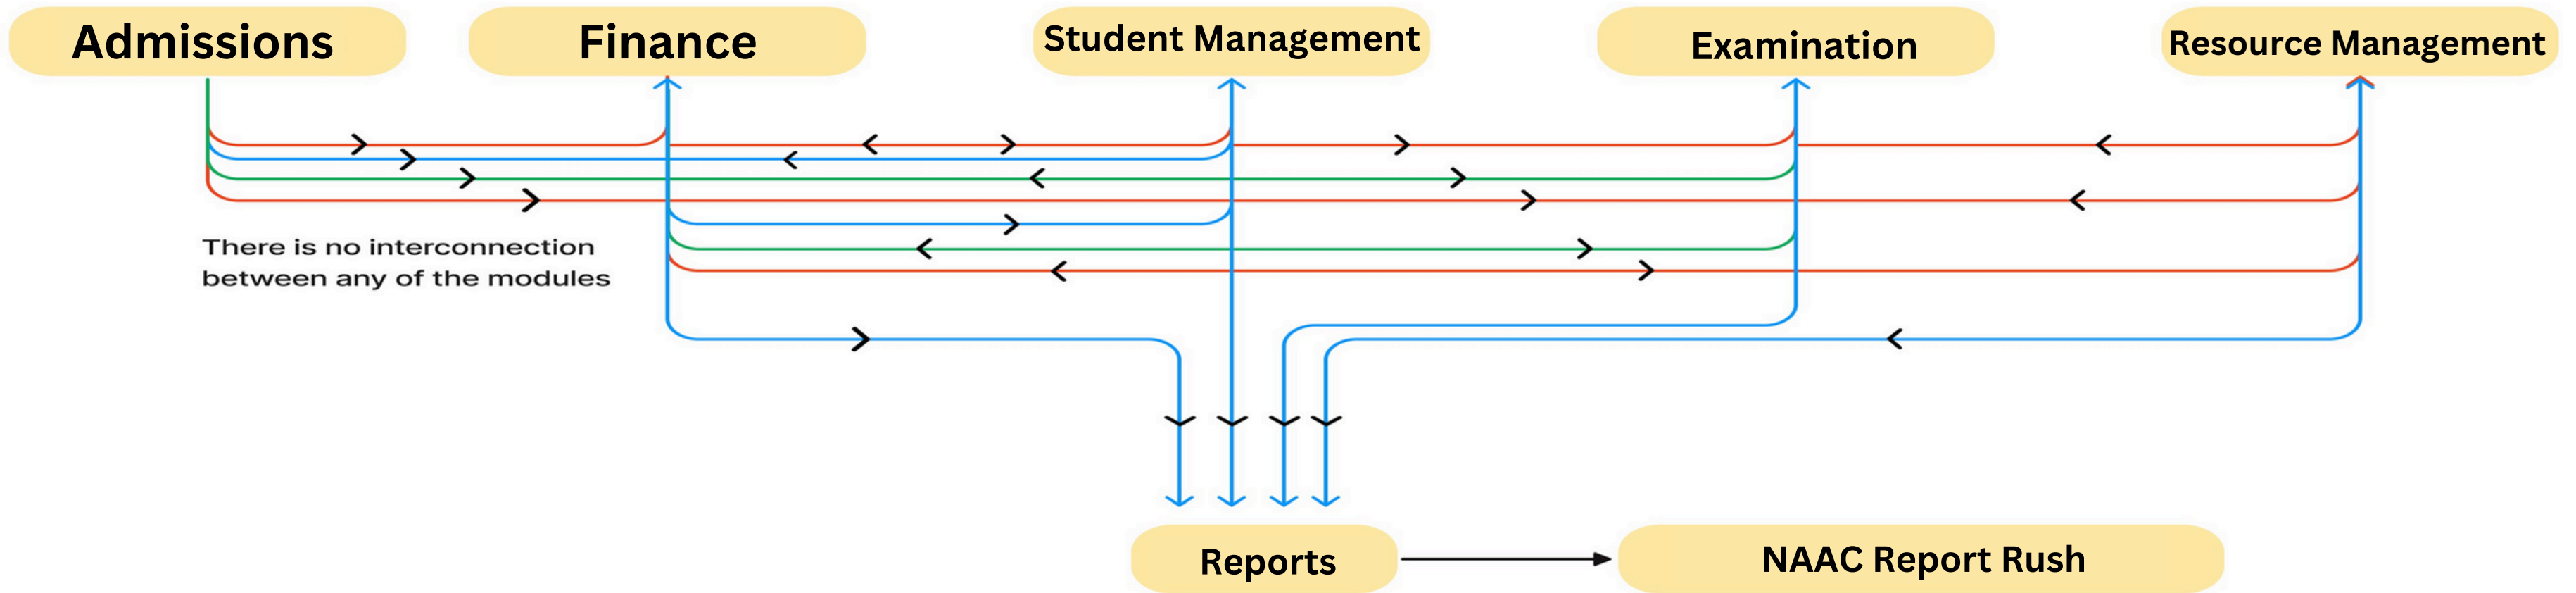 Admissions
Finance
Student Management
Examination
Resource Management
There is no interconnection
between any of the modules
Reports
NAAC Report Rush